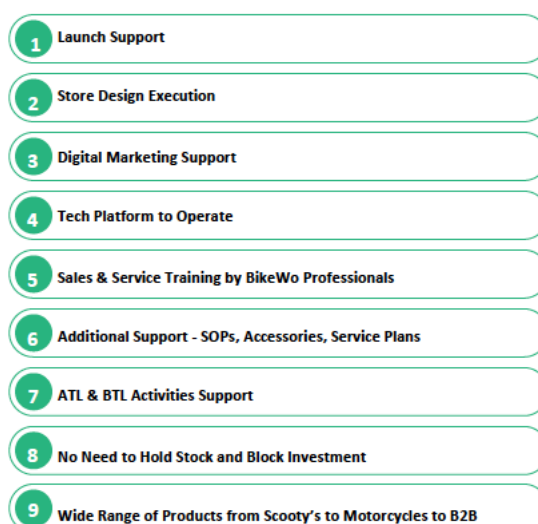 1 Launch Support
2 Store Design Execution
3 Digital Marketing Support
4 Tech Platform to Operate
5 Sales & Service Training by BikeWo Professionals
6 Additional Support - SOPs, Accessories, Service Plans
7 ATL & BTL Activities Support
8 No Need to Hold Stock and Block Investment
9 Wide Range of Products from Scooty's to Motorcycles to B2B